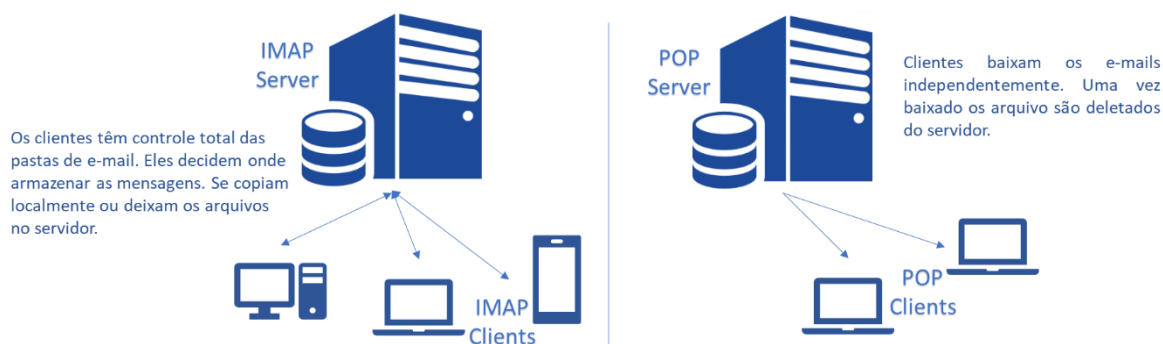 IMAP
Server
Os clientes têm controle total das
pastas de e-mail. Eles decidem onde
armazenar as mensagens. Se copiam
localmente ou deixam os arquivos
no servidor.
IMAP
Clients
POP
Server
Clientes baixam os e-mails
independentemente. Uma vez
baixado os arquivo são deletados
do servidor.
POP
Clients